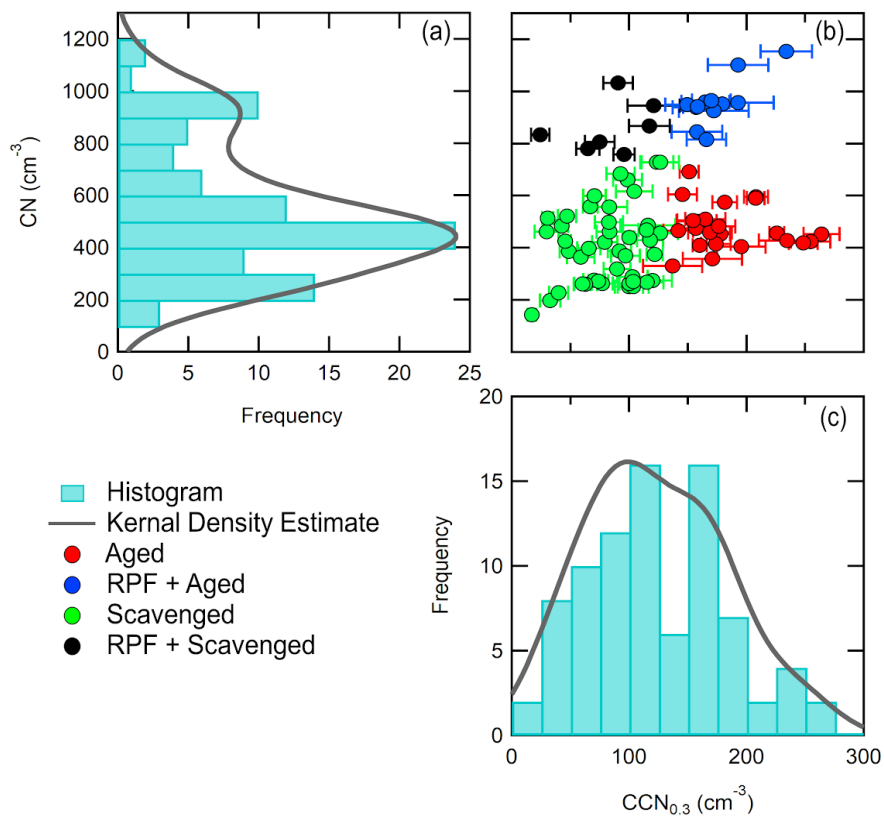 (a)
(b)
1200
1000
800
600
400
200
0
CN (cm-3)
0 5 10 15 20 25
Frequency
20
15
10
5
0
Frequency
(c)
0 100 200 300
CCN0.3 (cm-3)
Histogram
Kernal Density Estimate
Aged
RPF + Aged
Scavenged
RPF + Scavenged